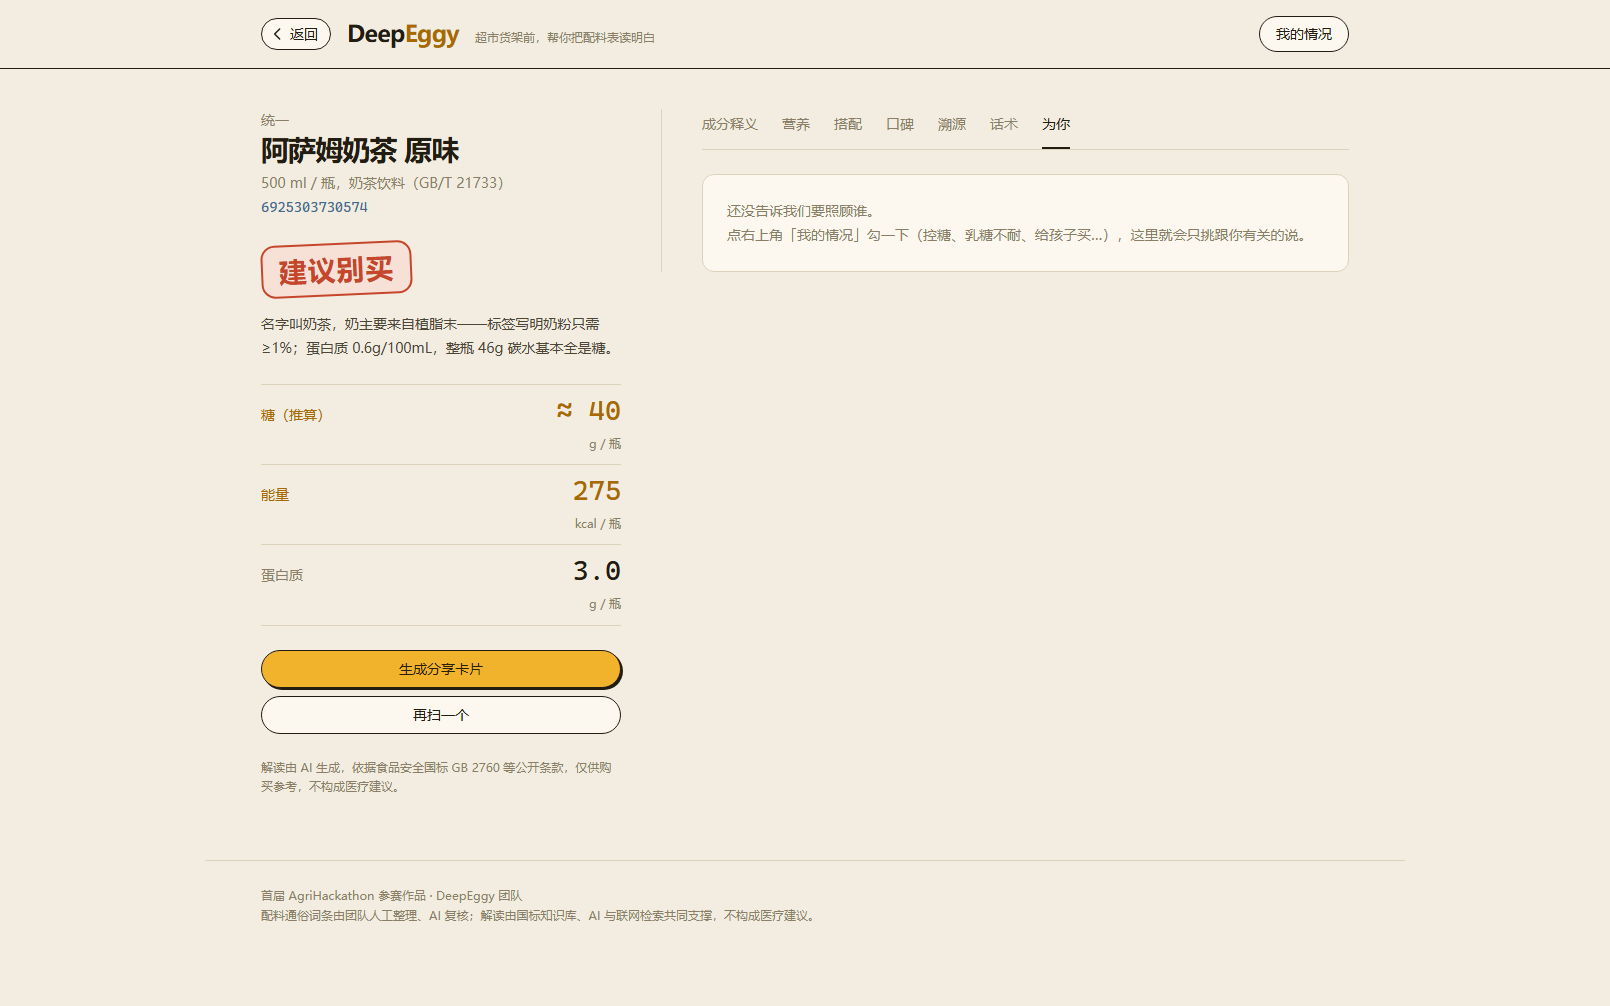 返回
DeepEggy
超市货架前，帮你把配料表读明白
我的情况
统一
阿萨姆奶茶 原味
500 ml / 瓶，奶茶饮料（GB/T 21733）
6925303730574
建议别买
名字叫奶茶，奶主要来自植脂末——标签写明奶粉只需
≥1%；蛋白质 0.6g/100mL，整瓶 46g 碳水基本全是糖。
糖（推算）
≈ 40
g / 瓶
能量
275
kcal / 瓶
蛋白质
3.0
g / 瓶
生成分享卡片
再扫一个
解读由 AI 生成，依据食品安全国标 GB 2760 等公开条款，仅供购
买参考，不构成医疗建议。
成分释义 营养 搭配 口碑 溯源 话术 为你
还没告诉我们要照顾谁。
点右上角「我的情况」勾一下（控糖、乳糖不耐、给孩子买…），这里就会只挑跟你有关的说。
首届 AgriHackathon 参赛作品 · DeepEggy 团队
配料通俗词条由团队人工整理、AI 复核；解读由国标知识库、AI 与联网检索共同支撑，不构成医疗建议。